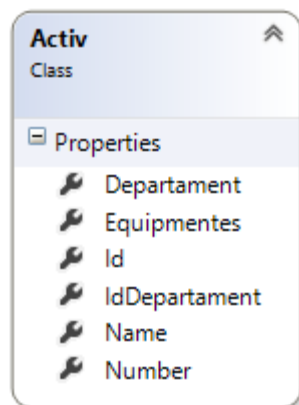 Activ
Class
Properties
Departament
Equipmentes
Id
IdDepartament
Name
Number